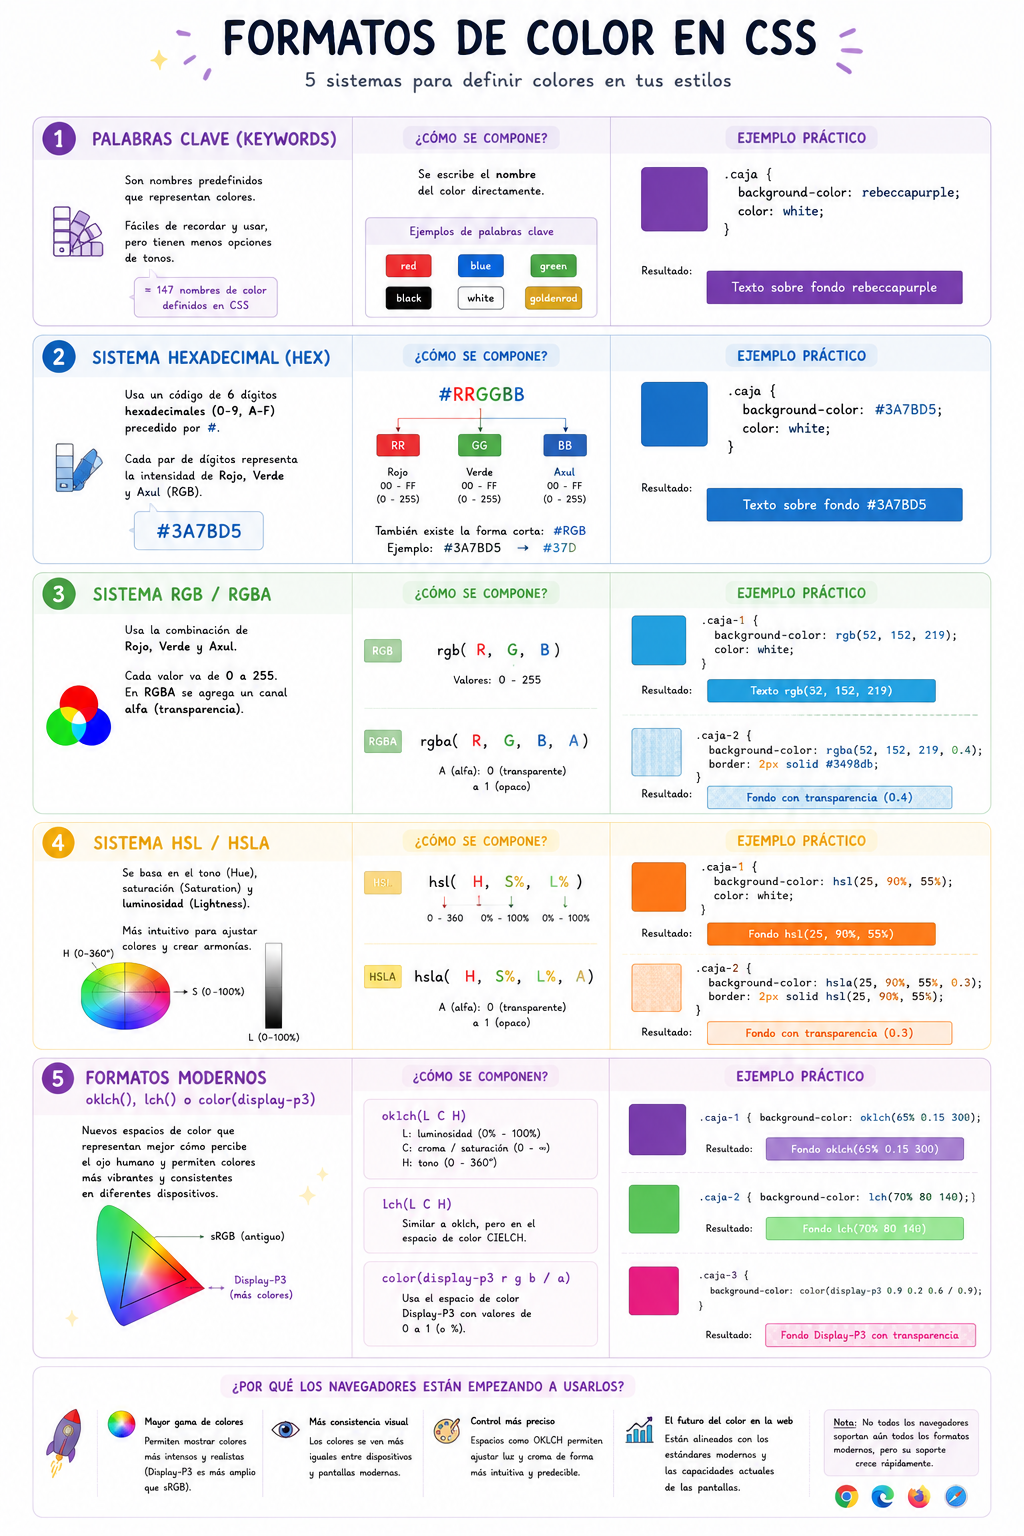 FORMATOS DE COLOR EN CSS
5 sistemas para definir colores en tus estilos
1 PALABRAS CLAVE (KEYWORDS)
Son nombres predefinidos
que representan colores.
Fáciles de recordar y usar,
pero tienen menos opciones
de tonos.
≈ 147 nombres de color
definidos en CSS
¿CÓMO SE COMPONE?
Se escribe el nombre
del color directamente.
Ejemplos de palabras clave
red blue green
black white goldenrod
EJEMPLO PRÁCTICO
.caja {
background-color: rebeccapurple;
color: white;
}
Resultado:
Texto sobre fondo rebeccapurple
2 SISTEMA HEXADECIMAL (HEX)
Usa un código de 6 dígitos
hexadecimales (0-9, A-F)
precedido por #.
Cada par de dígitos representa
la intensidad de Rojo, Verde
y Axul (RGB).
#3A7BD5
¿CÓMO SE COMPONE?
#RRGGBB
RR GG BB
Rojo Verde Axul
00 - FF 00 - FF 00 - FF
(0 - 255) (0 - 255) (0 - 255)
También existe la forma corta: #RGB
Ejemplo: #3A7BD5 → #37D
EJEMPLO PRÁCTICO
.caja {
background-color: #3A7BD5;
color: white;
}
Resultado:
Texto sobre fondo #3A7BD5
3 SISTEMA RGB / RGBA
Usa la combinación de
Rojo, Verde y Axul.
Cada valor va de 0 a 255.
En RGBA se agrega un canal
alfa (transparencia).
¿CÓMO SE COMPONE?
RGB rgb( R, G, B )
Valores: 0 - 255
RGBA rgba( R, G, B, A )
A (alfa): 0 (transparente)
a 1 (opaco)
EJEMPLO PRÁCTICO
.caja-1 {
background-color: rgb(52, 152, 219);
color: white;
}
Resultado:
Texto rgb(52, 152, 219)
.caja-2 {
background-color: rgba(52, 152, 219, 0.4);
border: 2px solid #3498db;
}
Resultado:
Fondo con transparencia (0.4)
4 SISTEMA HSL / HSLA
Se basa en el tono (Hue),
saturación (Saturation) y
luminosidad (Lightness).
Más intuitivo para ajustar
colores y crear armonías.
H (0-360°)
S (0-100%)
L (0-100%)
¿CÓMO SE COMPONE?
HSL hsl( H, S%, L% )
0 - 360 0% - 100% 0% - 100%
HSLA hsla( H, S%, L%, A )
A (alfa): 0 (transparente)
a 1 (opaco)
EJEMPLO PRÁCTICO
.caja-1 {
background-color: hsl(25, 90%, 55%);
color: white;
}
Resultado:
Fondo hsl(25, 90%, 55%)
.caja-2 {
background-color: hsla(25, 90%, 55%, 0.3);
border: 2px solid hsl(25, 90%, 55%);
}
Resultado:
Fondo con transparencia (0.3)
5 FORMATOS MODERNOS
oklch(), lch() o color(display-p3)
Nuevos espacios de color que
representan mejor cómo percibe
el ojo humano y permiten colores
más vibrantes y consistentes
en diferentes dispositivos.
sRGB (antiguo)
Display-P3
(más colores)
¿CÓMO SE COMPONEN?
oklch(L C H)
L: luminosidad (0% - 100%)
C: croma / saturación (0 - ∞)
H: tono (0 - 360°)
lch(L C H)
Similar a oklch, pero en el
espacio de color CIELCH.
color(display-p3 r g b / a)
Usa el espacio de color
Display-P3 con valores de
0 a 1 (o %).
EJEMPLO PRÁCTICO
.caja-1 { background-color: oklch(65% 0.15 300);
Resultado:
Fondo oklch(65% 0.15 300)
.caja-2 { background-color: lch(70% 80 140);}
Resultado:
Fondo lch(70% 80 140)
.caja-3 {
background-color: color(display-p3 0.9 0.2 0.6 / 0.9);
}
Resultado:
Fondo Display-P3 con transparencia
¿POR QUÉ LOS NAVEGADORES ESTÁN EMPEZANDO A USARLOS?
Mayor gama de colores
Permiten mostrar colores
más intensos y realistas
(Display-P3 es más amplio
que sRGB).
Más consistencia visual
Los colores se ven más
iguales entre dispositivos
y pantallas modernas.
Control más preciso
Espacios como OKLCH permiten
ajustar luz y croma de forma
más intuitiva y predecible.
El futuro del color en la web
Están alineados con los
estándares modernos y
las capacidades actuales
de las pantallas.
Nota: No todos los navegadores
soportan aún todos los formatos
modernos, pero su soporte
crece rápidamente.